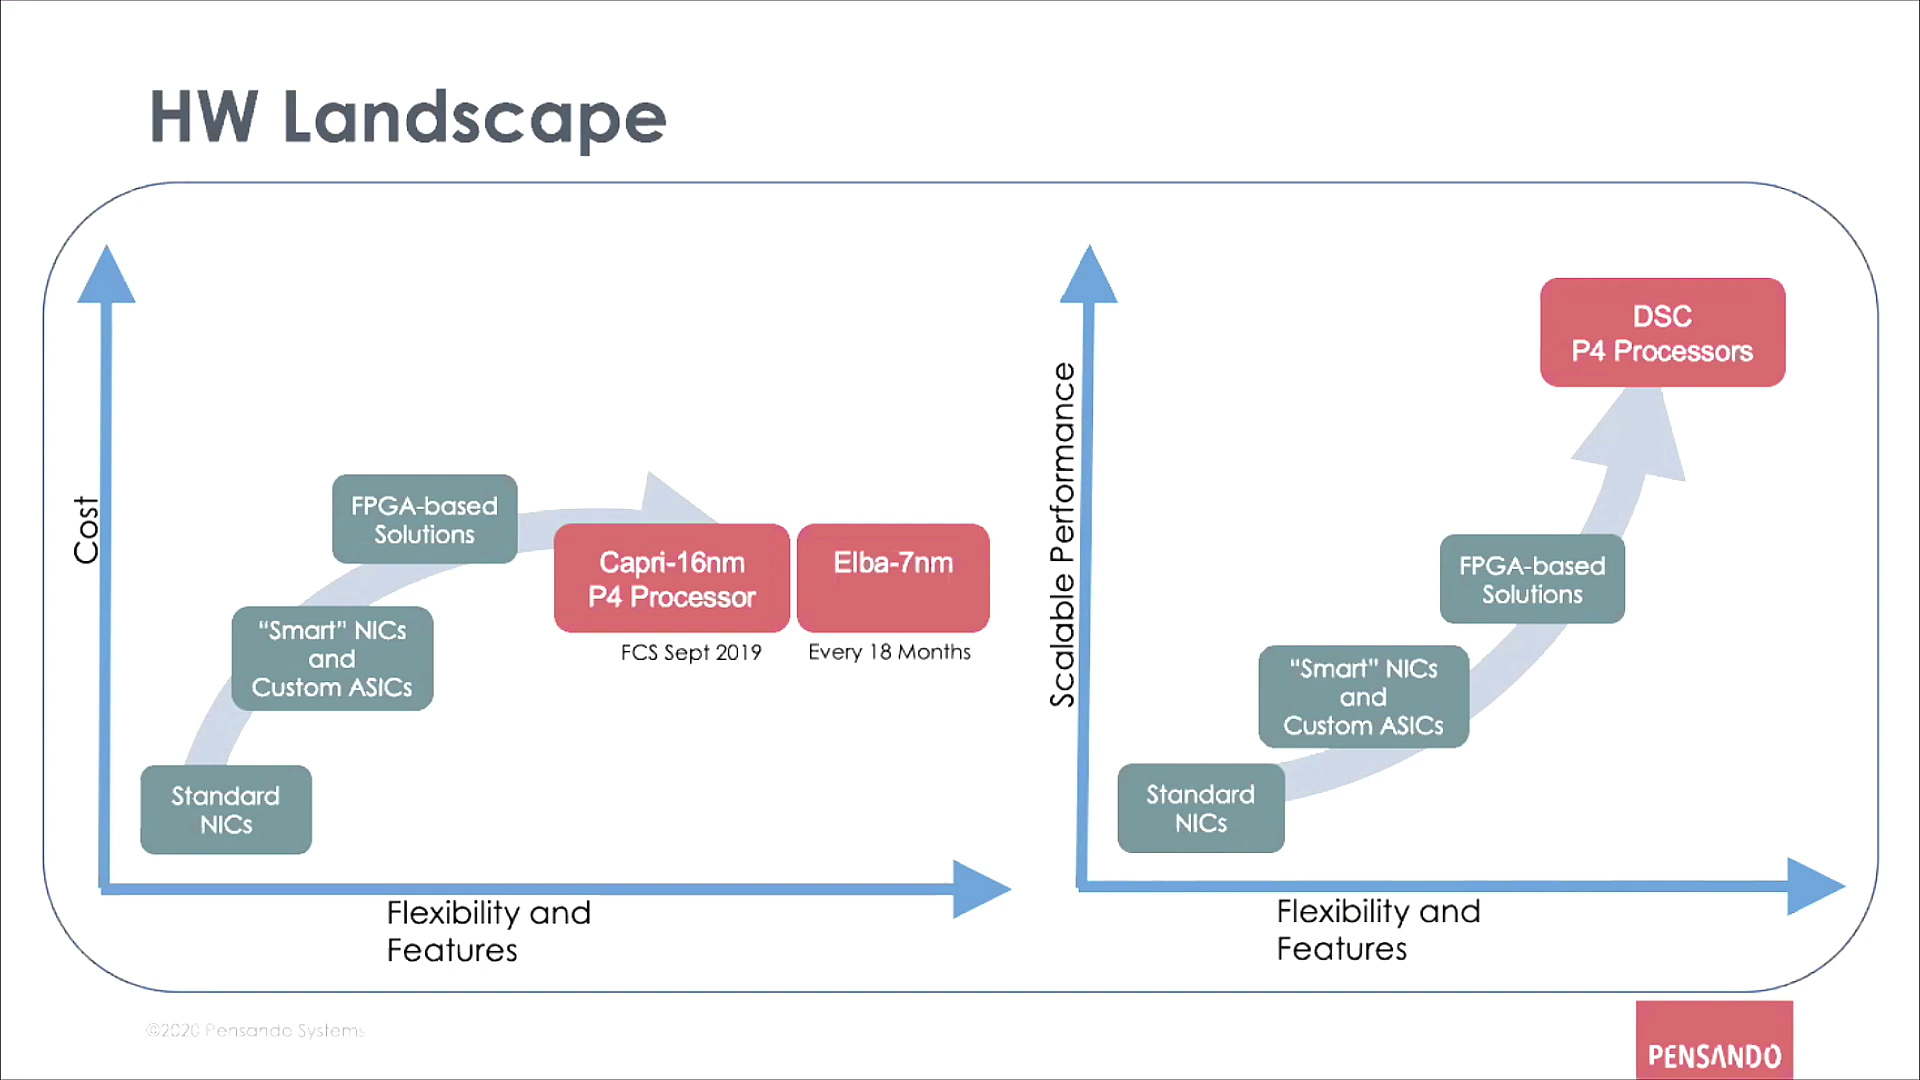 HW Landscape
Cost
FPGA-based
Solutions
Capri-16nm
P4 Processor
Elba-7nm
FCS Sept 2019
Every 18 Months
“Smart” NICs
and
Custom ASICs
Standard
NICs
Flexibility and
Features
Scalable Performance
DSC
P4 Processors
FPGA-based
Solutions
“Smart” NICs
and
Custom ASICs
Standard
NICs
Flexibility and
Features
©2020 Pensando Systems
PENSANDO